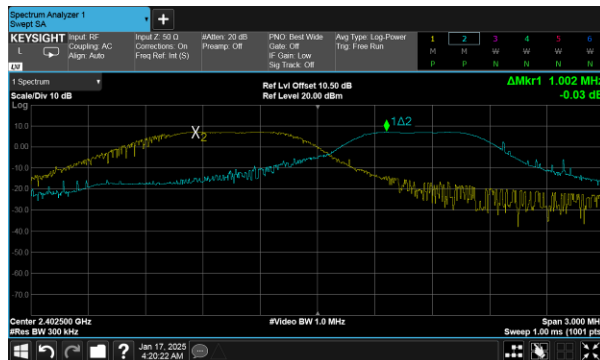 Spectrum Analyzer 1
Swept SA
+
KEYSIGHT
L
Input: RF
Coupling: AC
Align: Auto
Input Z: 50 Ω
Corrections: On
Freq Ref: Int (S)
#Atten: 20 dB
Preamp: Off
PNO: Best Wide
Gate: Off
IF Gain: Low
Sig Track: Off
Avg Type: Log-Power
Trig: Free Run
1 2 3 4 5 6
M M W W W W
P P N N N N
1 Spectrum
Scale/Div 10 dB
Ref Lvl Offset 10.50 dB
Ref Level 20.00 dBm
ΔMkr1 1.002 MHz
-0.03 dB
Log
10.0
0.00
-10.0
-20.0
-30.0
-40.0
-50.0
-60.0
-70.0
X2
1Δ2
Center 2.402500 GHz
#Res BW 300 kHz
#Video BW 1.0 MHz
Span 3.000 MHz
Sweep 1.00 ms (1001 pts)
?
Jan 17, 2025
4:20:22 AM